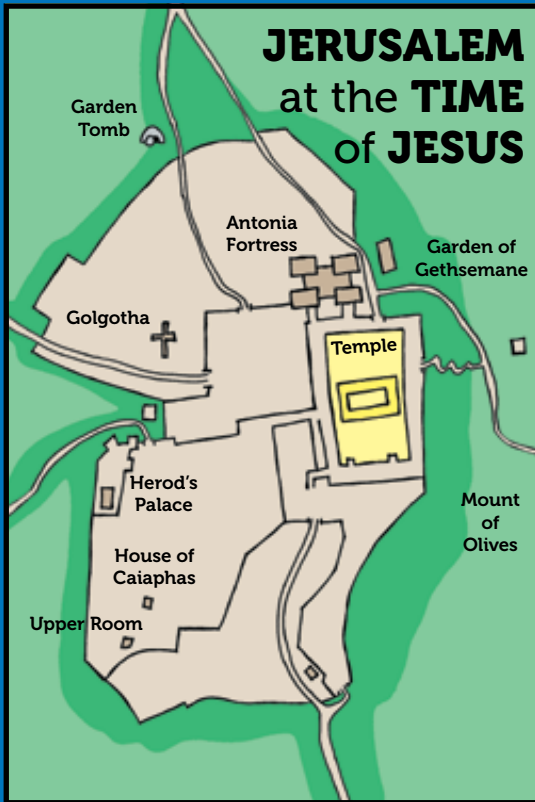 JERUSALEM
at the TIME
of JESUS
Garden
Tomb
Antonia
Fortress
Garden of
Gethsemane
Golgotha
Temple
Herod's
Palace
Mount
of
Olives
House of
Caiaphas
Upper Room